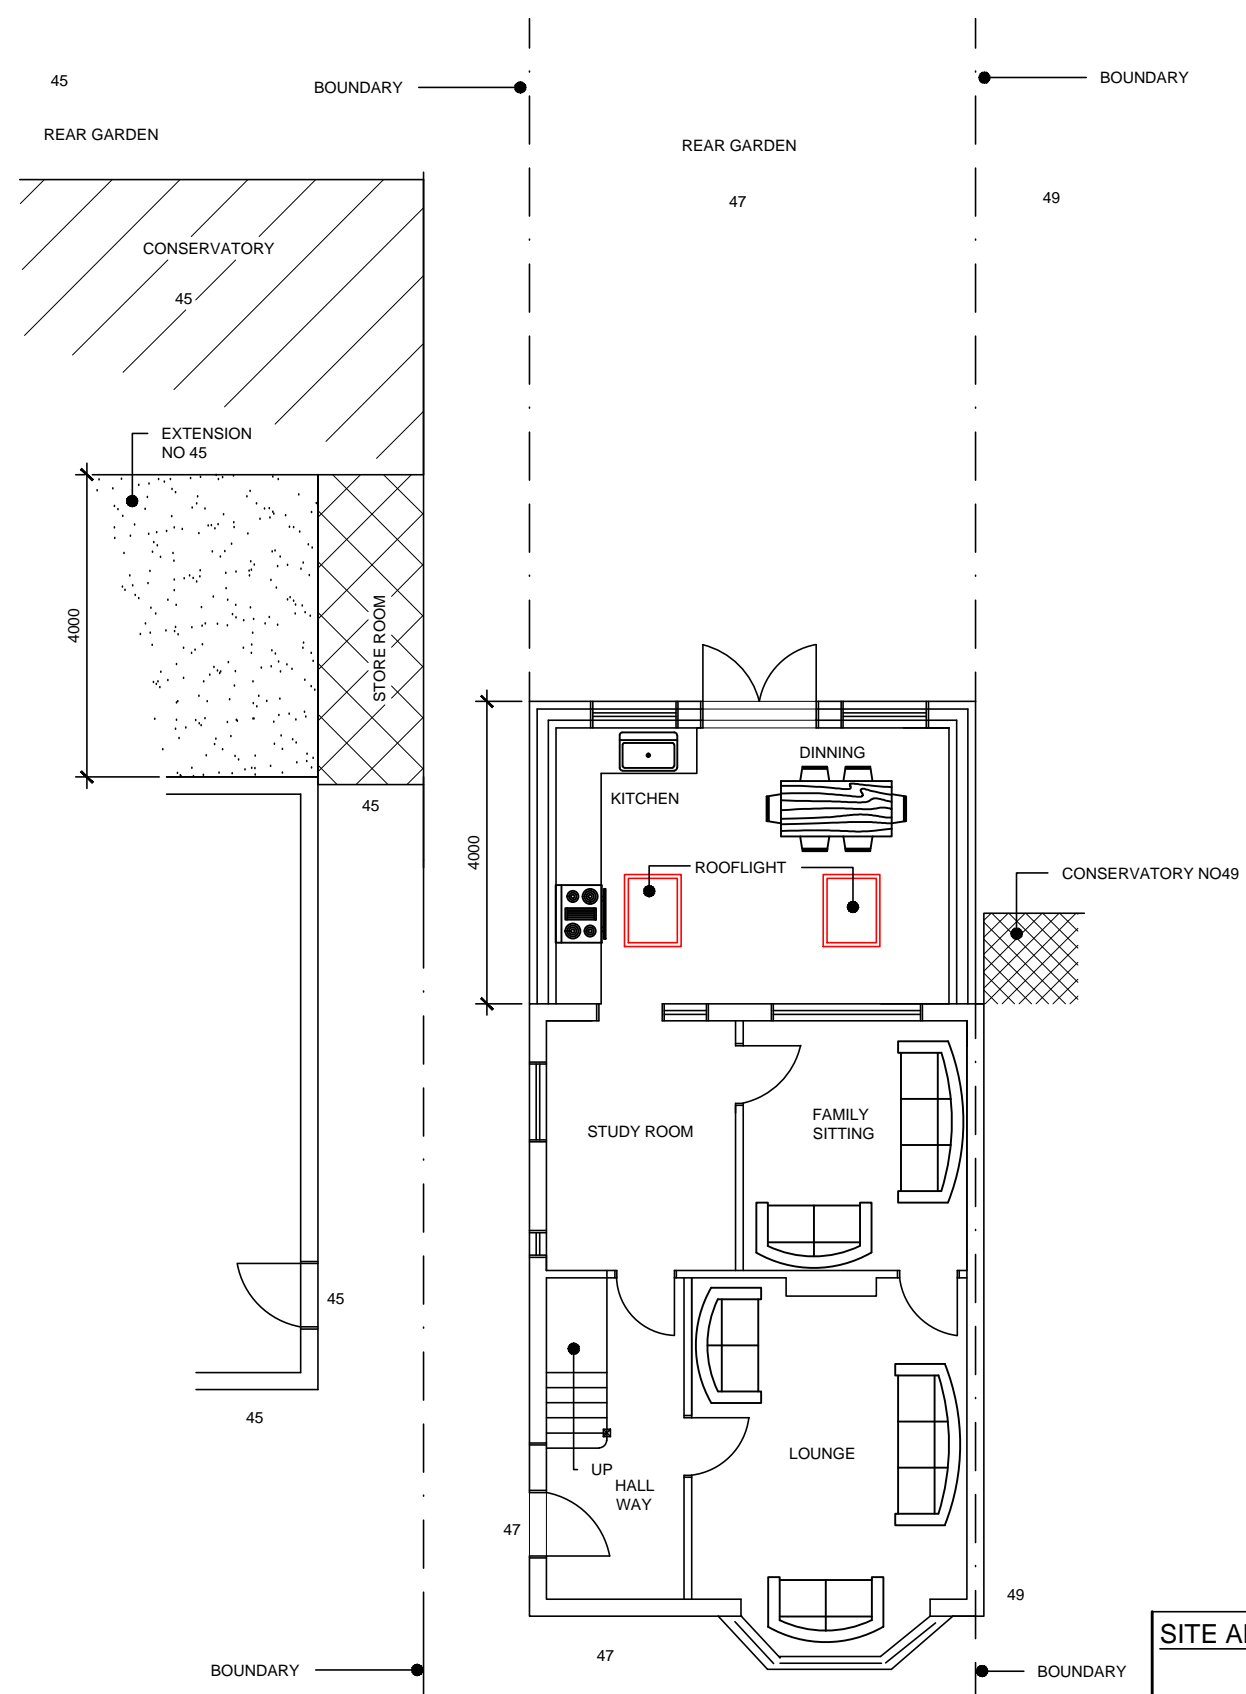 45
BOUNDARY
BOUNDARY
REAR GARDEN
REAR GARDEN
47
49
CONSERVATORY
45
EXTENSION
NO 45
4000
STORE ROOM
45
DINNING
KITCHEN
4000
ROOFLIGHT
CONSERVATORY NO49
STUDY ROOM
FAMILY
SITTING
45
45
LOUNGE
UP
HALL
WAY
47
49
SITE A
47
BOUNDARY
BOUNDARY